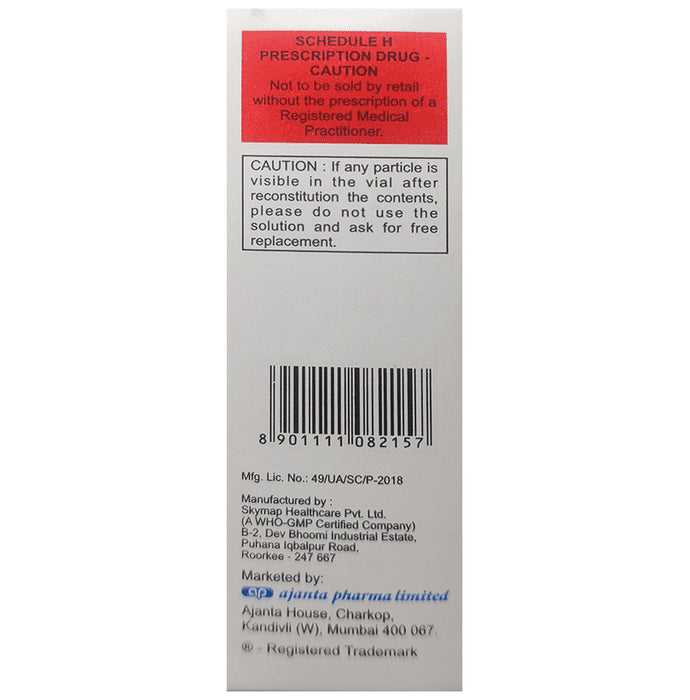 SCHEDULE H
PRESCRIPTION DRUG -
CAUTION
Not to be sold by retail
without the prescription of a
Registered Medical
Practitioner.
CAUTION : If any particle is
visible in the vial after
reconstitution the contents,
please do not use the
solution and ask for free
replacement.
8 901111 082157
Mfg. Lic. No.: 49/UA/SC/P-2018
Manufactured by :
Skymap Healthcare Pvt. Ltd.
(A WHO-GMP Certified Company)
B-2, Dev Bhoomi Industrial Estate,
Puhana Iqbalpur Road,
Roorkee - 247 667
Marketed by:
ap ajanta pharma limited
Ajanta House, Charkop,
Kandivli (W), Mumbai 400 067.
® - Registered Trademark